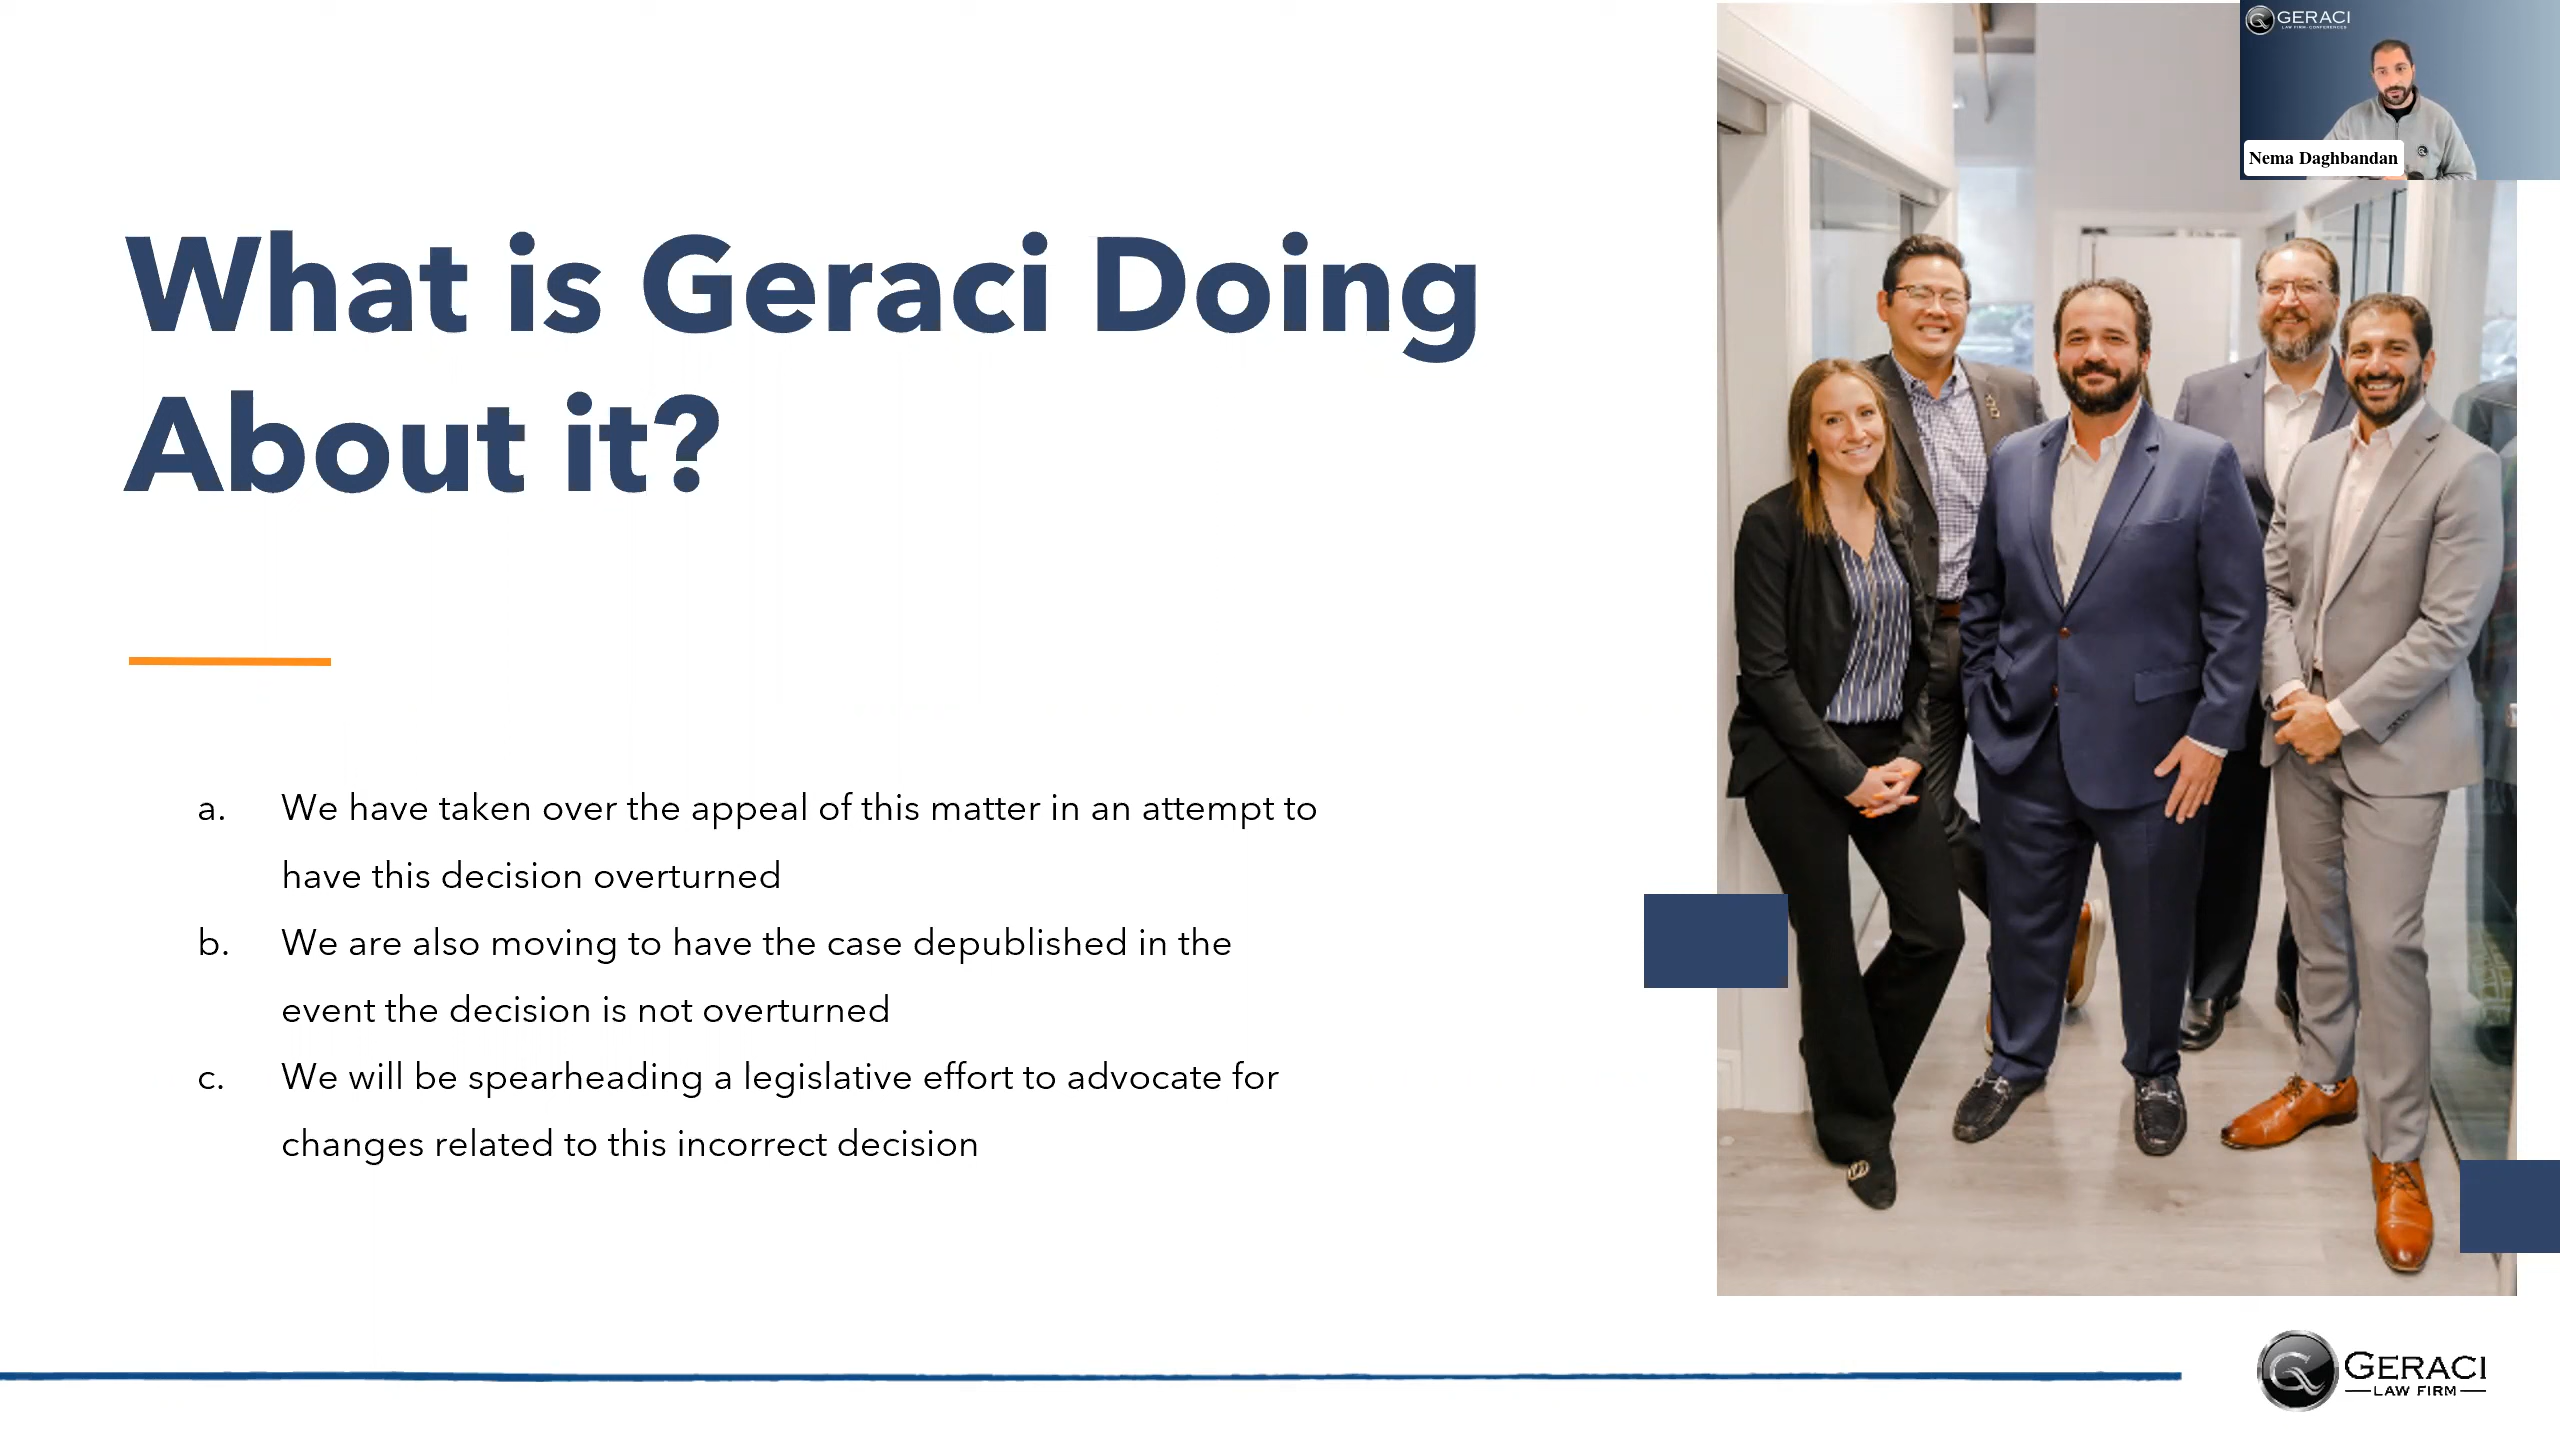 GERACI
LAW FIRM-CONFERENCES
Nema Daghbandan
What is Geraci Doing
About it?
a. We have taken over the appeal of this matter in an attempt to
have this decision overturned
b. We are also moving to have the case depublished in the
event the decision is not overturned
c. We will be spearheading a legislative effort to advocate for
changes related to this incorrect decision
GERACI
LAW FIRM